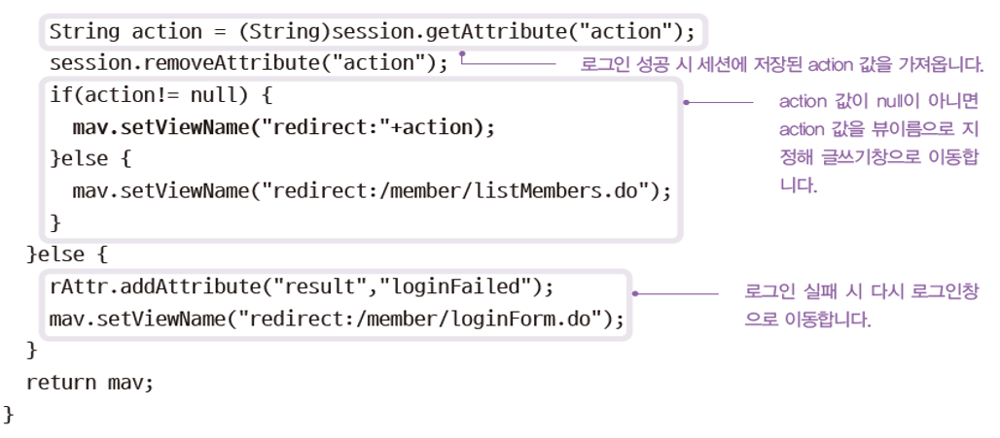 String action = (String)session.getAttribute("action");
session.removeAttribute("action");
로그인 성공 시 세션에 저장된 action 값을 가져옵니다.
if(action!= null) {
action 값이 null이 아니면
mav.setViewName("redirect:"+action);
action 값을 뷰이름으로 지
}else {
정해 글쓰기창으로 이동합
mav.setViewName("redirect:/member/listMembers.do");
니다.
}
}else {
rAttr.addAttribute("result","loginFailed");
로그인 실패 시 다시 로그인창
mav.setViewName("redirect:/member/loginForm.do");
으로 이동합니다.
}
return mav;
}